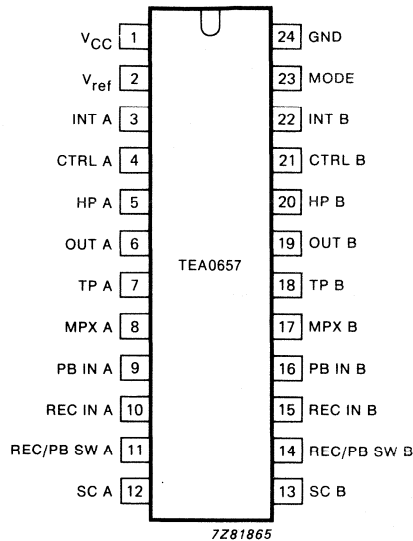 VCC 1 24 GND
Vref 2 23 MODE
INT A 3 22 INT B
CTRL A 4 21 CTRL B
HP A 5 20 HP B
OUT A 6 19 OUT B
TEA0657
TP A 7 18 TP B
MPX A 8 17 MPX B
PB IN A 9 16 PB IN B
REC IN A 10 15 REC IN B
REC/PB SW A 11 14 REC/PB SW B
SC A 12 13 SC B
7Z81865